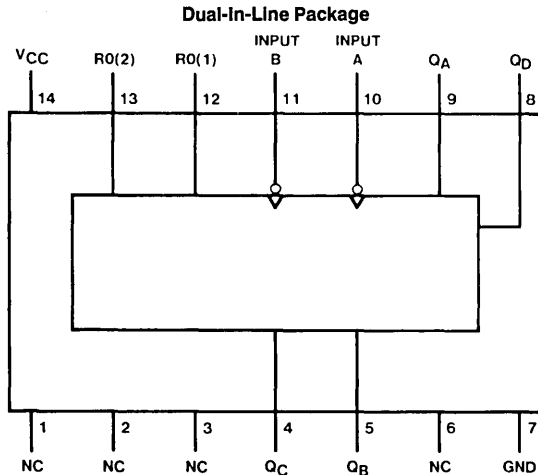 Dual-In-Line Package
VCC R0(2) R0(1) INPUT B INPUT A QA QD
14 13 12 11 10 9 8
1 2 3 4 5 6 7
NC NC NC QC QB NC GND